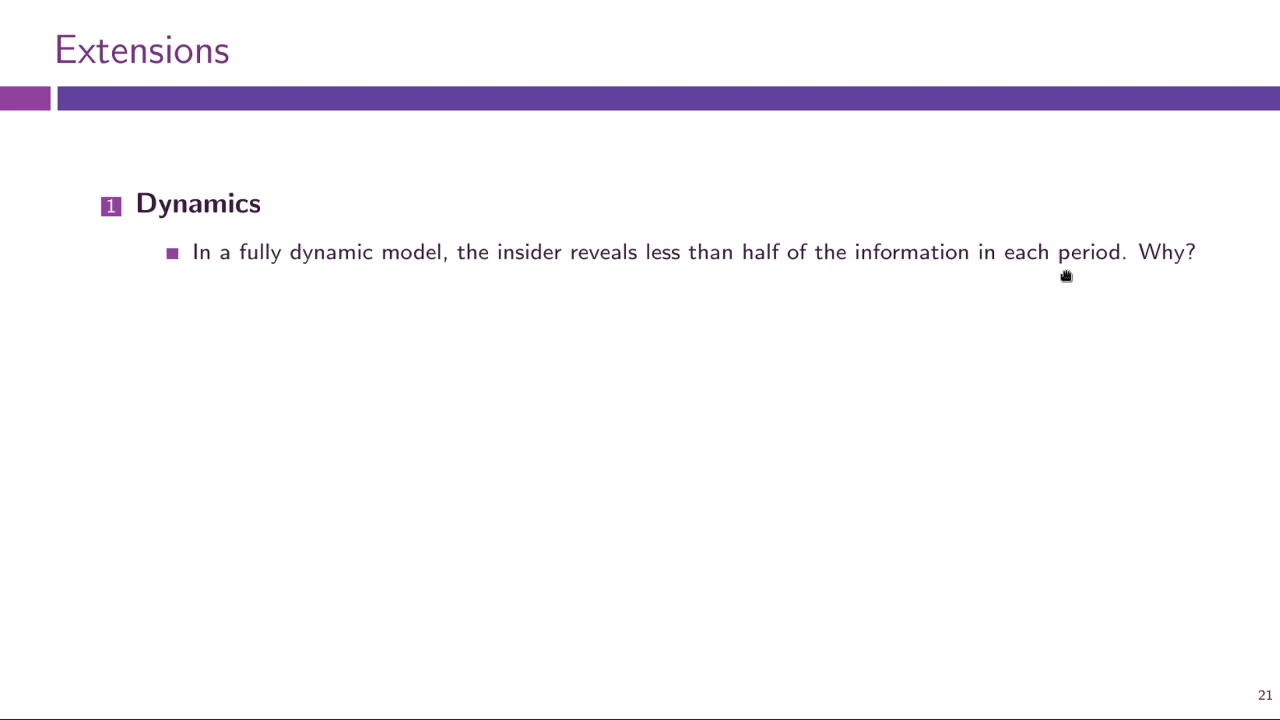 Extensions
1 Dynamics
In a fully dynamic model, the insider reveals less than half of the information in each period. Why?
21